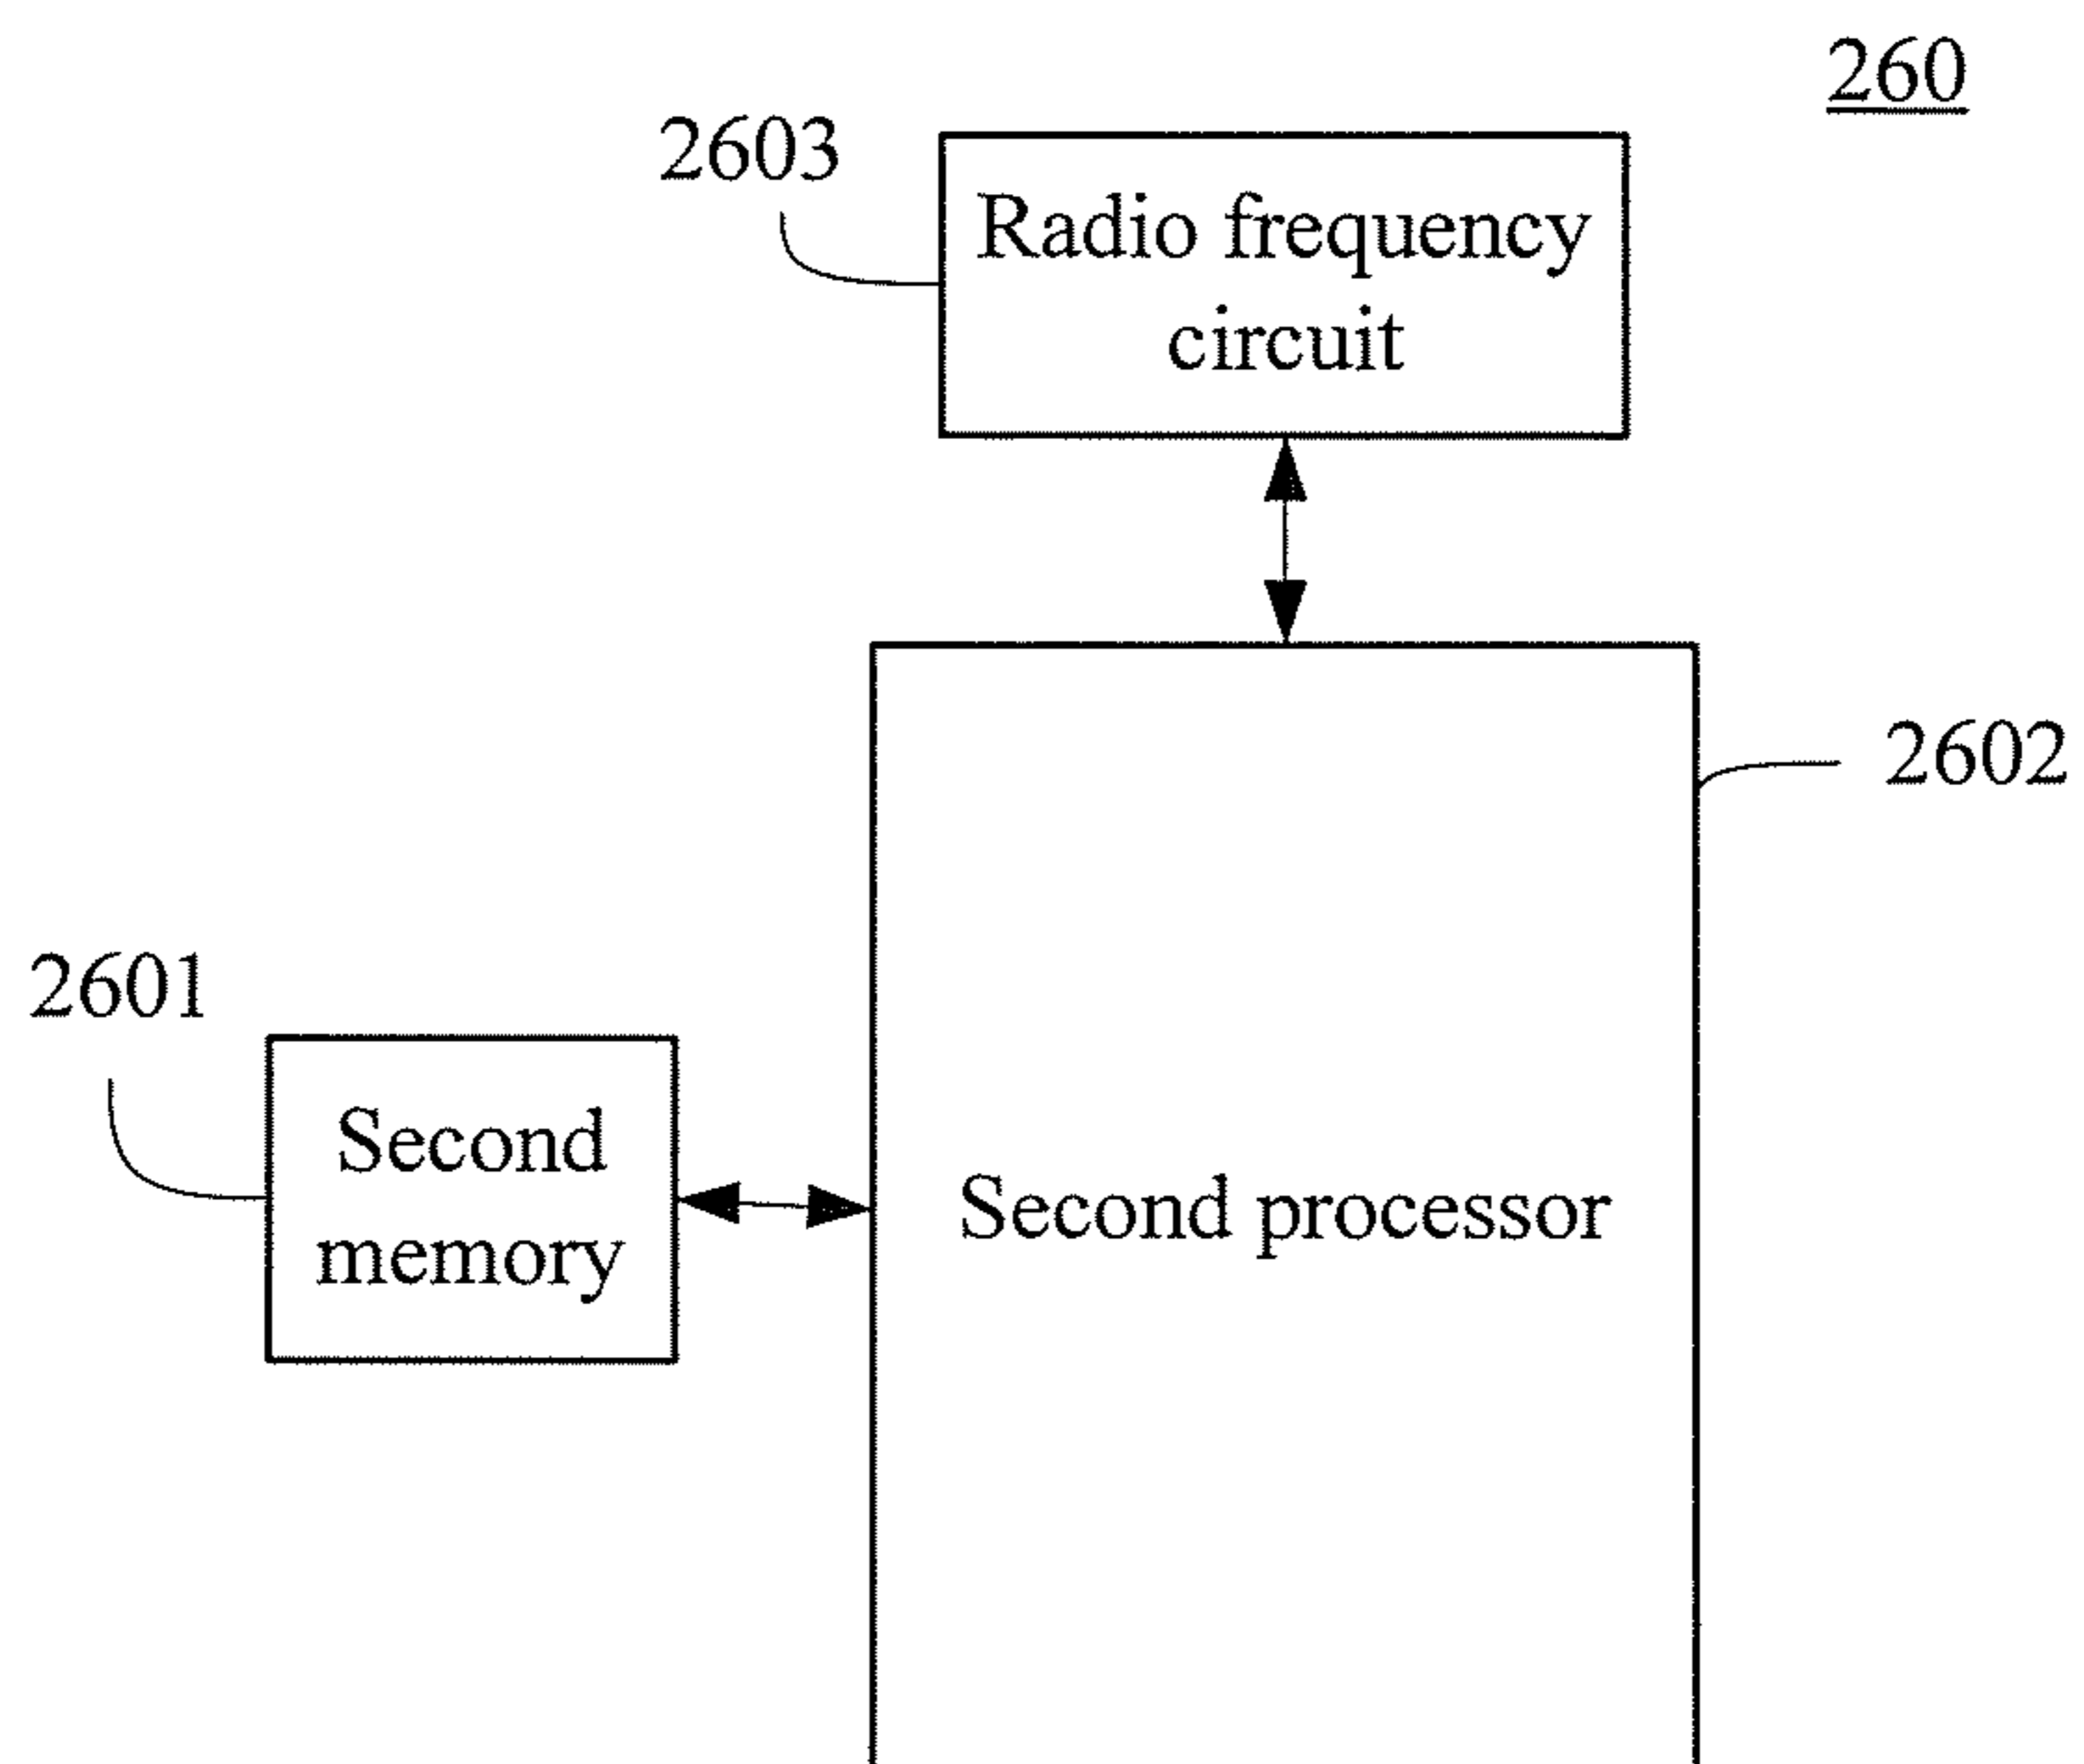 260
2603
Radio frequency
circuit
2602
2601
Second
memory
Second processor